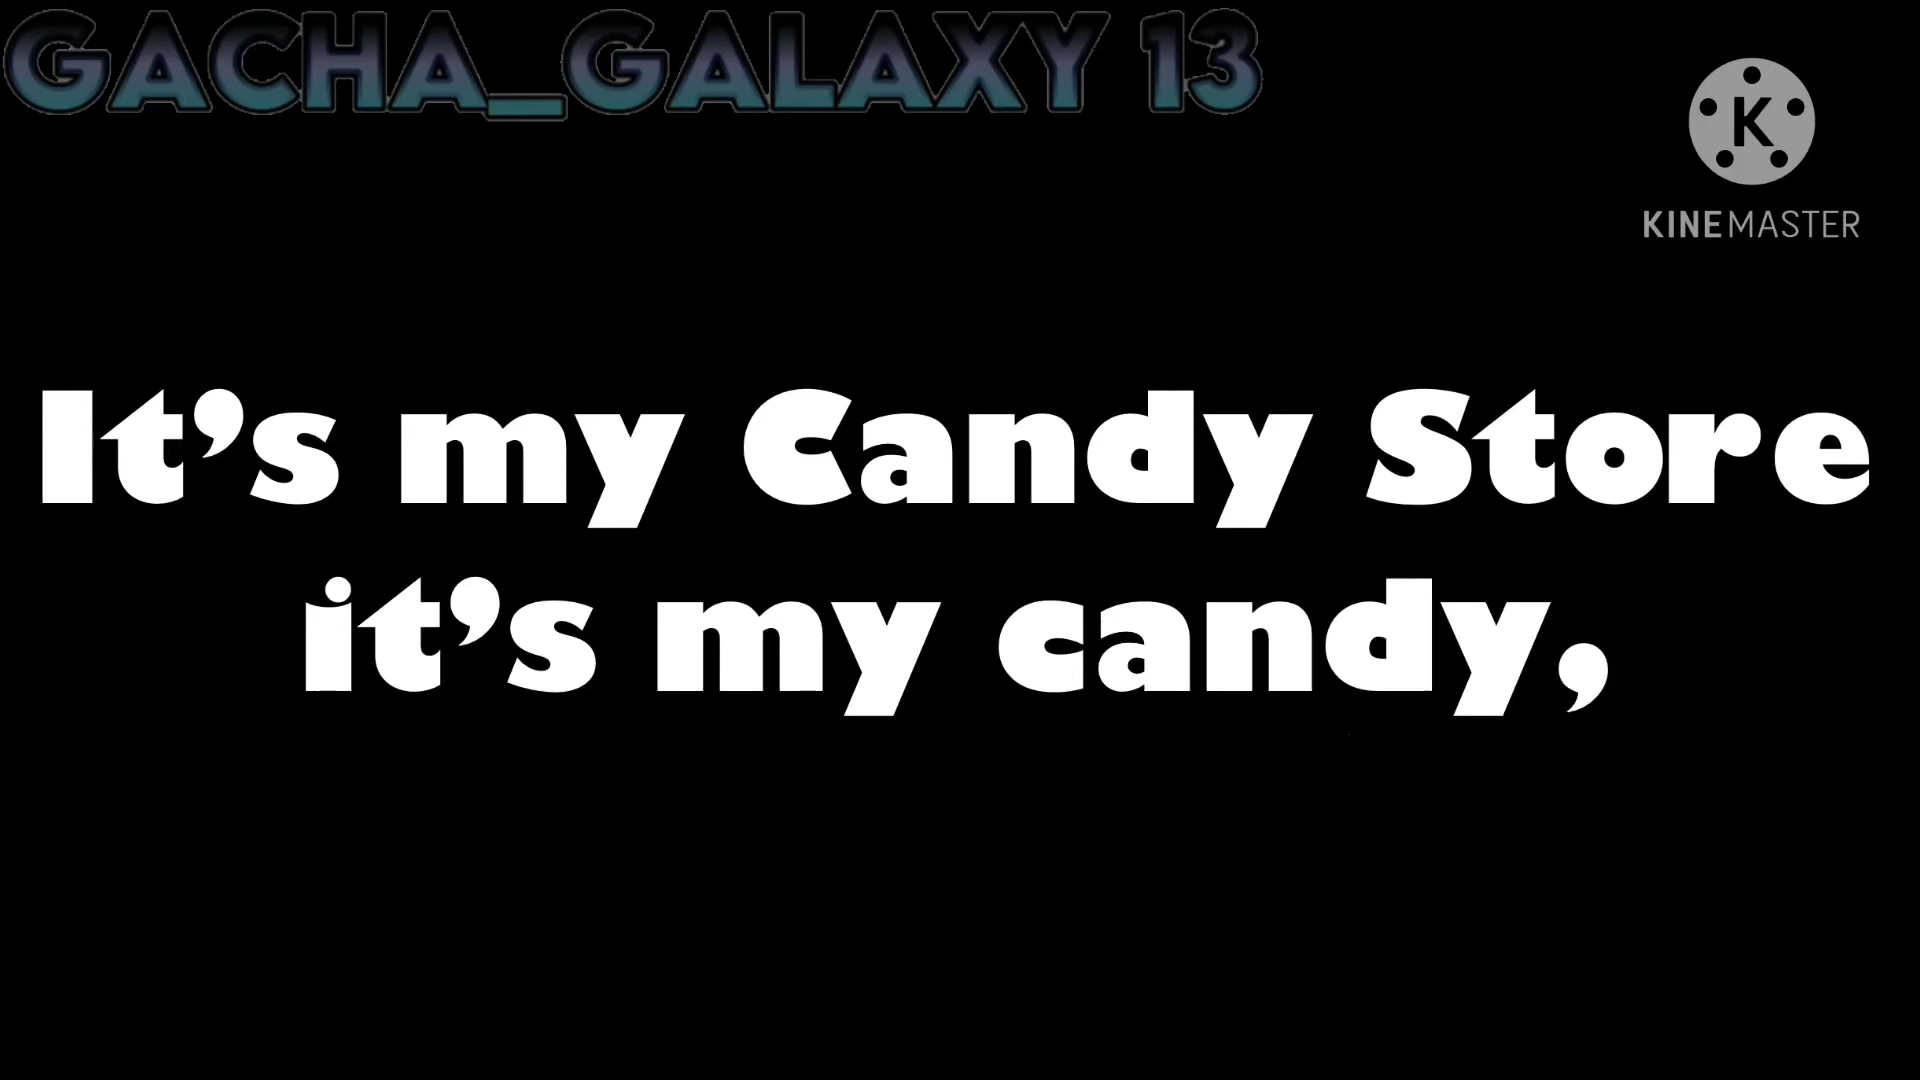 GACHA_GALAXY 13
K
KINEMASTER
It’s my Candy Store
it’s my candy,